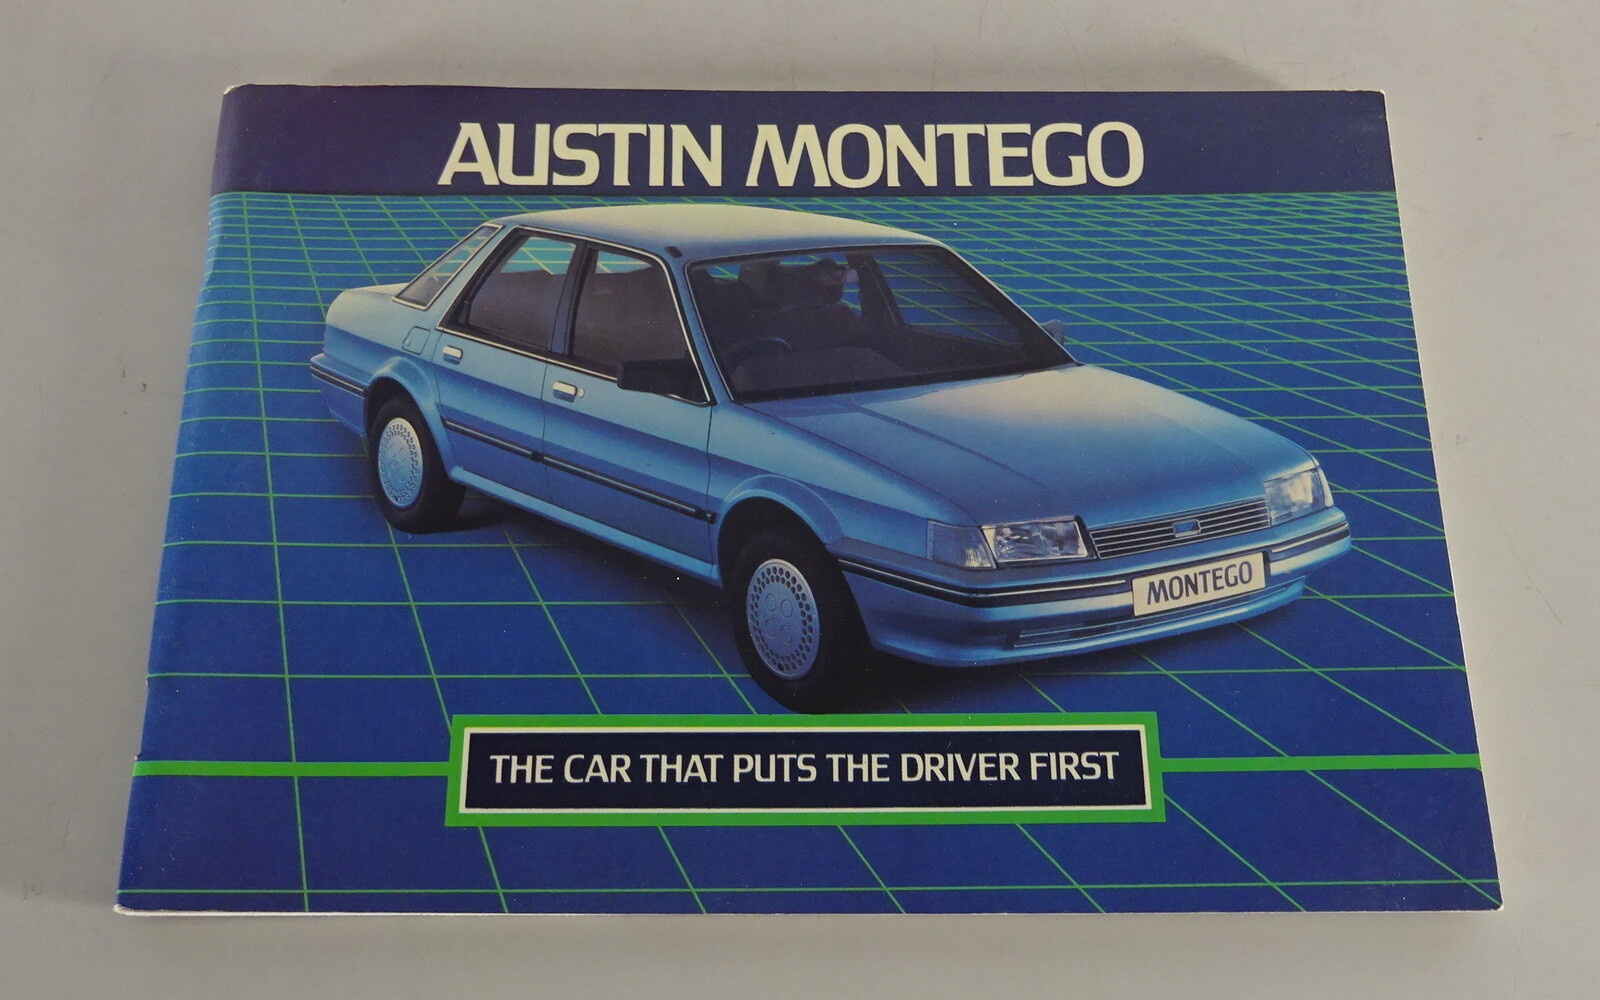 AUSTIN MONTEGO
MONTEGO
THE CAR THAT PUTS THE DRIVER FIRST